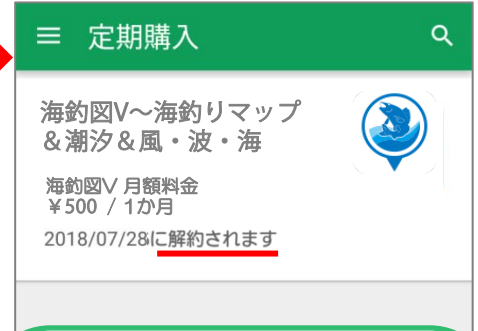 定期購入
海釣図V～海釣りマップ
＆潮汐＆風・波・海
海釣図V 月額料金
￥500 / 1か月
2018/07/28に解約されます